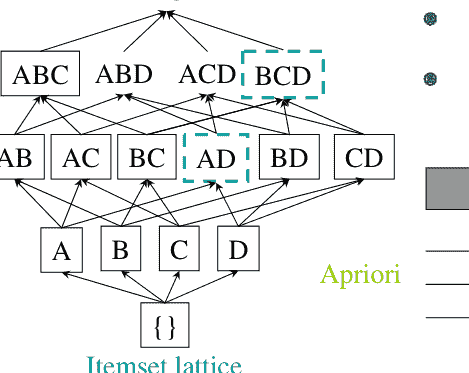 ABC ABD ACD BCD
AB AC BC AD BD CD
A B C D
Apriori
{}
Itemset lattice